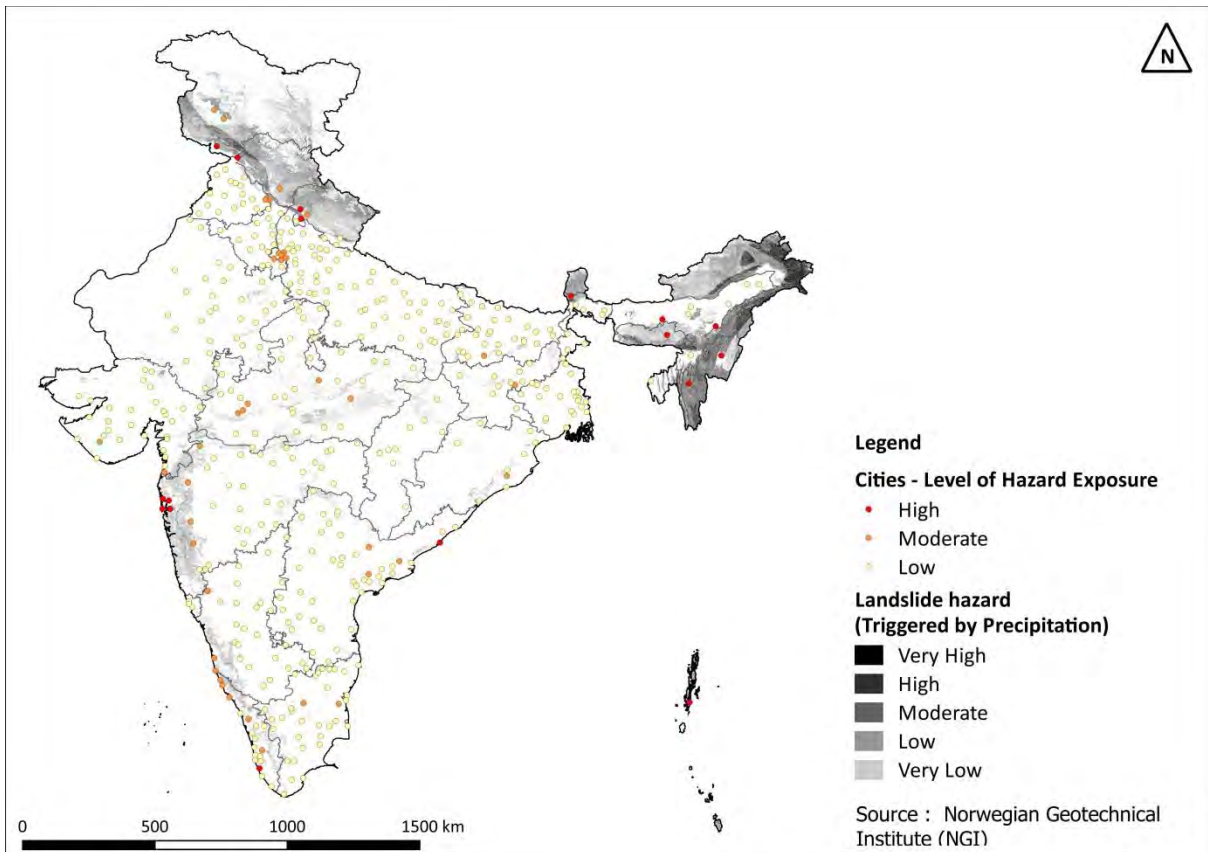 N
Legend
Cities - Level of Hazard Exposure
High
Moderate
Low
Landslide hazard
(Triggered by Precipitation)
Very High
High
Moderate
Low
Very Low
Source : Norwegian Geotechnical
Institute (NGI)
0 500 1000 1500 km